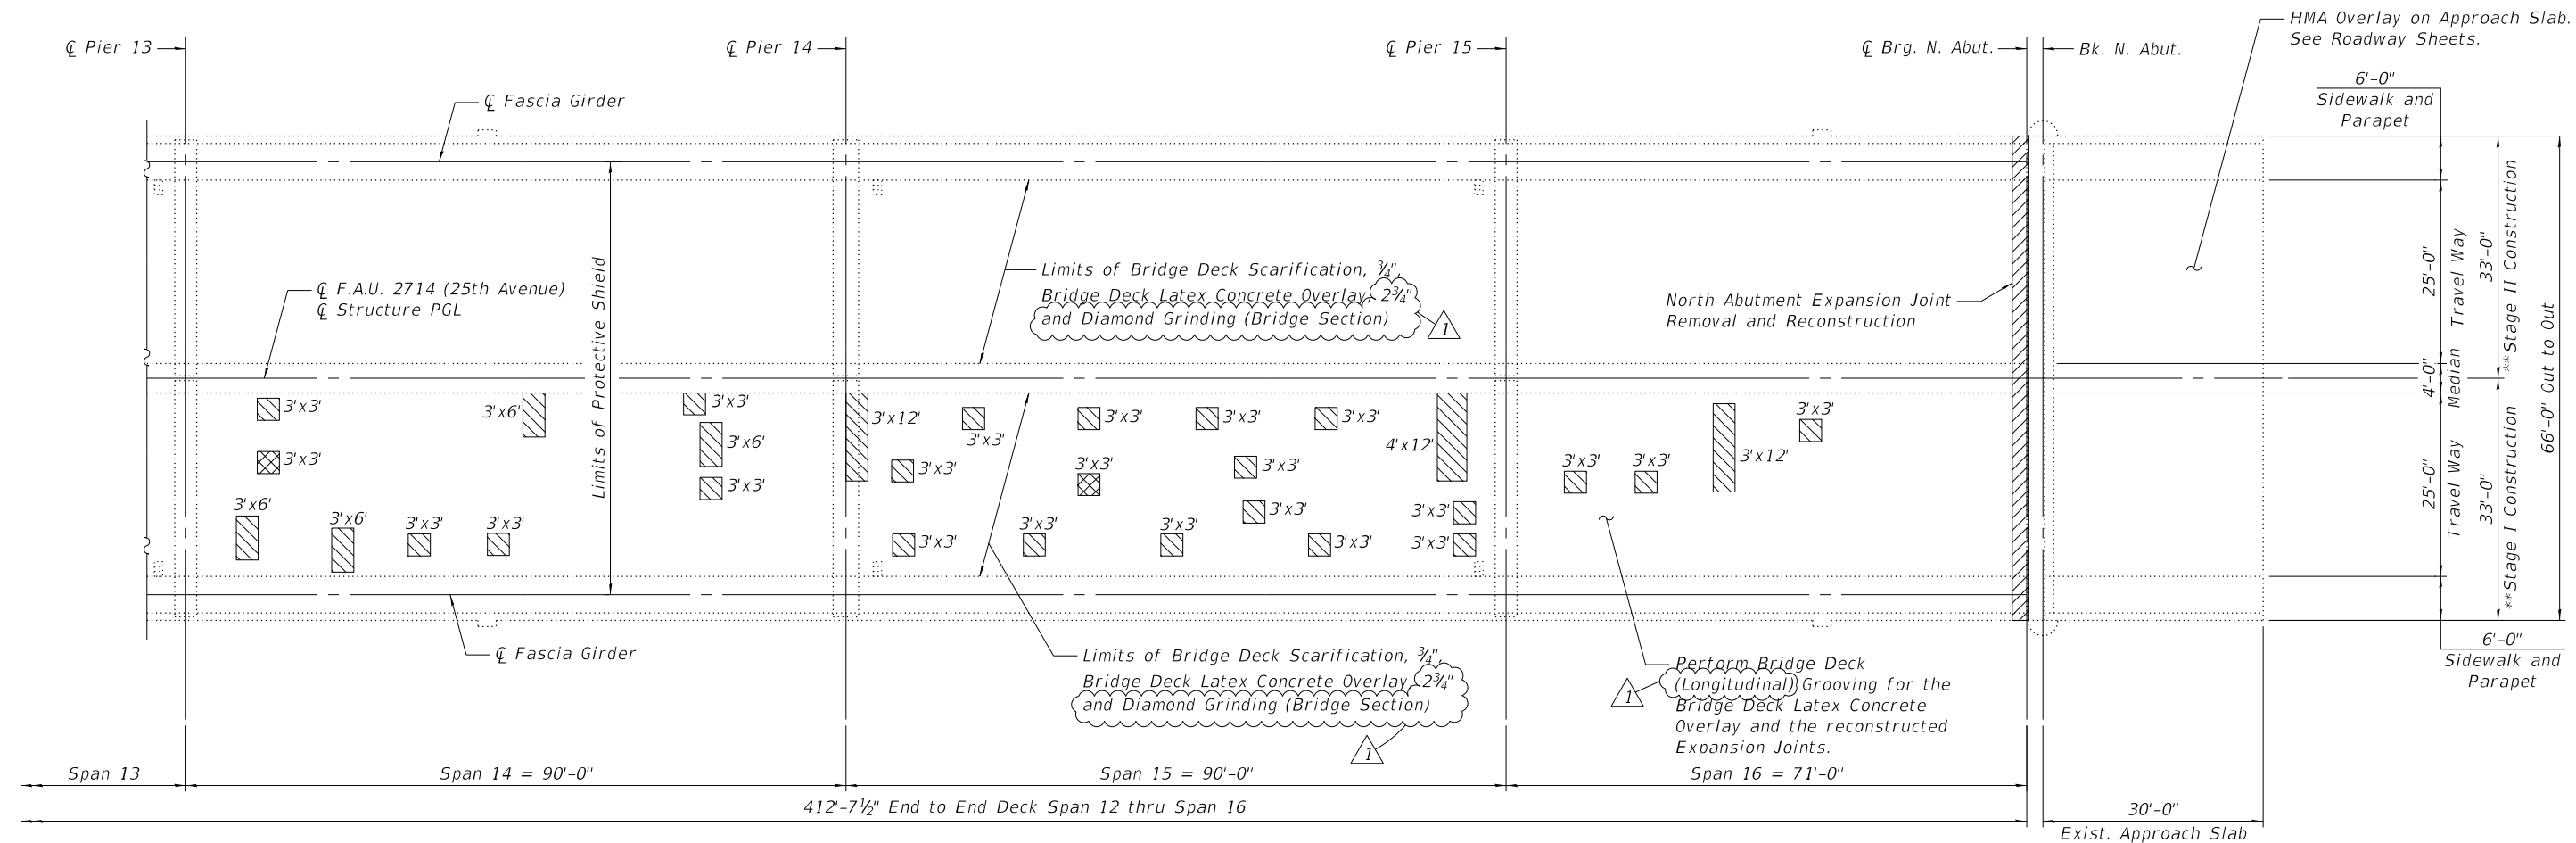 ℄ Pier 13
℄ Pier 14
℄ Pier 15
℄ Brg. N. Abut.
Bk. N. Abut.
HMA Overlay on Approach Slab.
See Roadway Sheets.
6'-0"
Sidewalk and
Parapet
℄ Fascia Girder
℄ F.A.U. 2714 (25th Avenue)
℄ Structure PGL
Limits of Protective Shield
Limits of Bridge Deck Scarification, ¾",
Bridge Deck Latex Concrete Overlay, 2¾"
and Diamond Grinding (Bridge Section)
1
North Abutment Expansion Joint
Removal and Reconstruction
25'-0"
Travel Way
33'-0"
**Stage II Construction
4'-0"
Median
66'-0" Out to Out
25'-0"
Travel Way
33'-0"
**Stage I Construction
3'x3'
3'x6'
3'x3'
3'x12'
3'x3'
3'x3'
3'x3'
3'x3'
4'x12'
3'x3'
3'x3'
3'x6'
3'x3'
3'x3'
3'x3'
3'x3'
3'x3'
3'x3'
3'x12'
3'x6'
3'x6'
3'x3'
3'x3'
3'x3'
3'x3'
3'x3'
3'x3'
3'x3'
3'x3'
3'x3'
℄ Fascia Girder
Limits of Bridge Deck Scarification, ¾",
Bridge Deck Latex Concrete Overlay, 2¾"
and Diamond Grinding (Bridge Section)
1
1
Perform Bridge Deck
(Longitudinal) Grooving for the
Bridge Deck Latex Concrete
Overlay and the reconstructed
Expansion Joints.
6'-0"
Sidewalk and
Parapet
Span 13
Span 14 = 90'-0"
Span 15 = 90'-0"
Span 16 = 71'-0"
412'-7½" End to End Deck Span 12 thru Span 16
30'-0"
Exist. Approach Slab